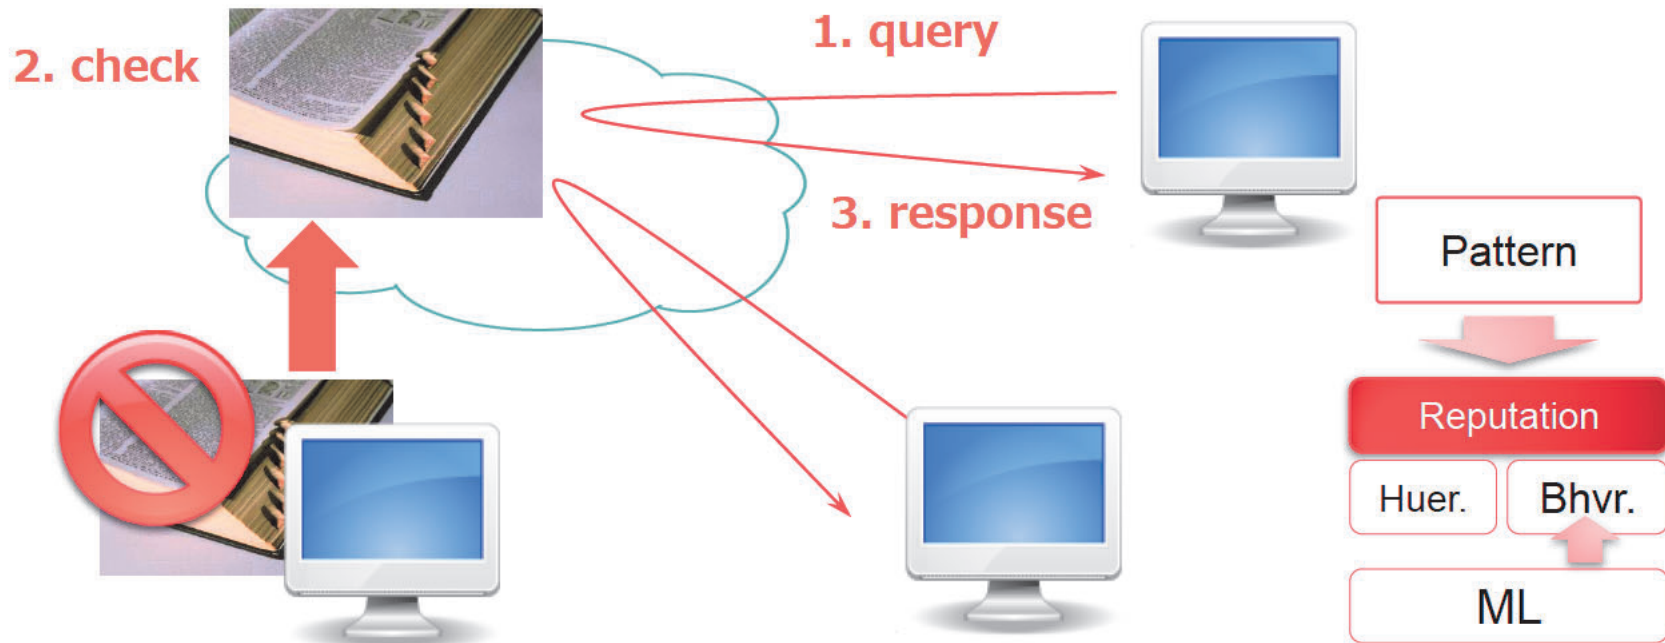 2. check
1. query
3. response
Pattern
Reputation
Huer.
Bhvr.
ML